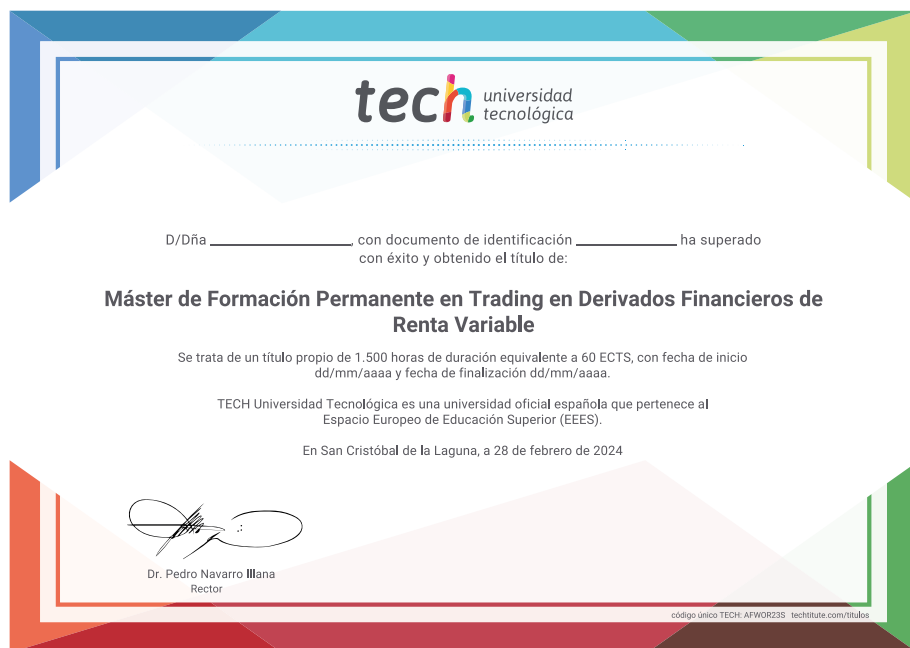 tech universidad
tecnológica
D/Dña , con documento de identificación ha superado
con éxito y obtenido el título de:
Máster de Formación Permanente en Trading en Derivados Financieros de
Renta Variable
Se trata de un título propio de 1.500 horas de duración equivalente a 60 ECTS, con fecha de inicio
dd/mm/aaaa y fecha de finalización dd/mm/aaaa.
TECH Universidad Tecnológica es una universidad oficial española que pertenece al
Espacio Europeo de Educación Superior (EEES).
En San Cristóbal de la Laguna, a 28 de febrero de 2024
Dr. Pedro Navarro Illana
Rector
código único TECH: AFWOR23S techtitute.com/titulos